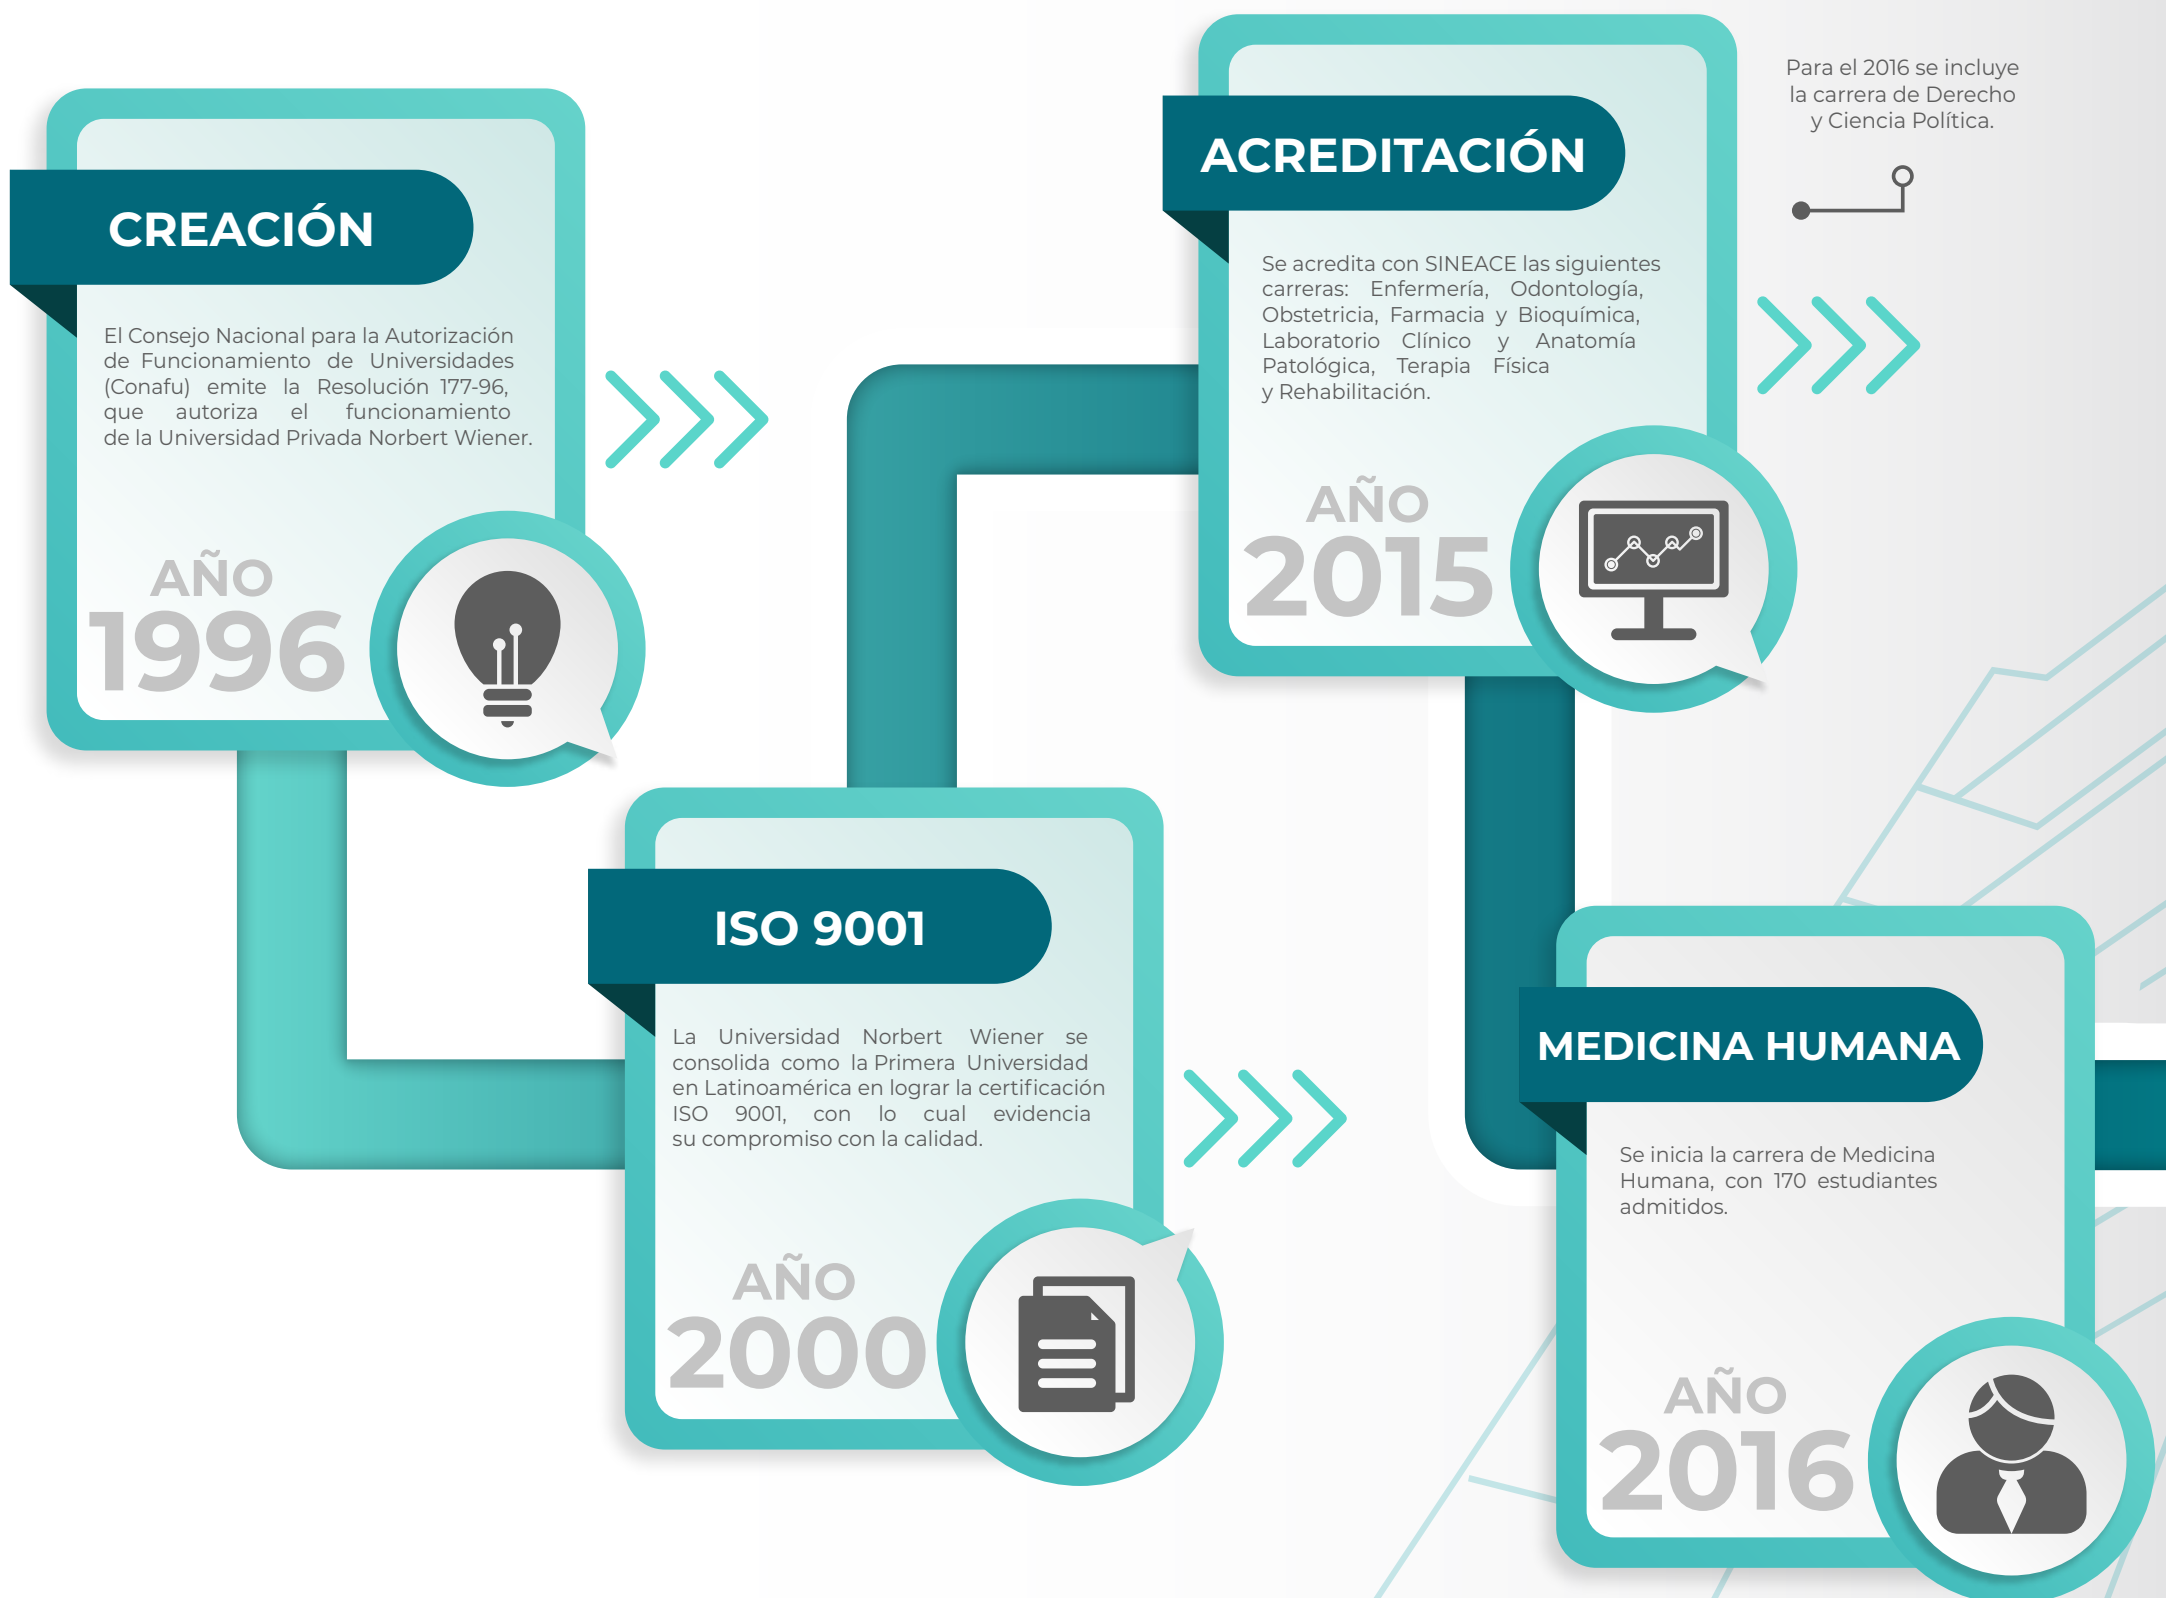 CREACIÓN
El Consejo Nacional para la Autorización
de Funcionamiento de Universidades
(Conafu) emite la Resolución 177-96,
que autoriza el funcionamiento
de la Universidad Privada Norbert Wiener.
AÑO
1996
ISO 9001
La Universidad Norbert Wiener se
consolida como la Primera Universidad
en Latinoamérica en lograr la certificación
ISO 9001, con lo cual evidencia
su compromiso con la calidad.
AÑO
2000
ACREDITACIÓN
Se acredita con SINEACE las siguientes
carreras: Enfermería, Odontología,
Obstetricia, Farmacia y Bioquímica,
Laboratorio Clínico y Anatomía
Patológica, Terapia Física
y Rehabilitación.
AÑO
2015
Para el 2016 se incluye
la carrera de Derecho
y Ciencia Política.
MEDICINA HUMANA
Se inicia la carrera de Medicina
Humana, con 170 estudiantes
admitidos.
AÑO
2016